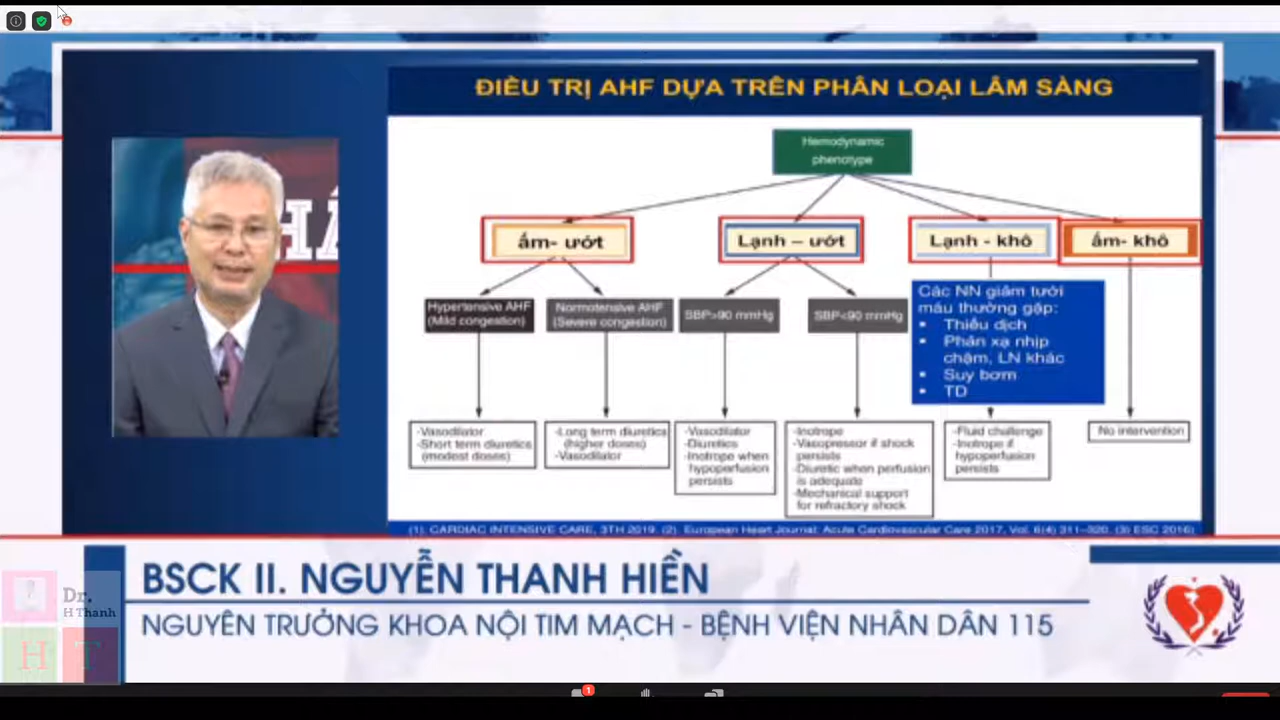 ĐIỀU TRỊ AHF DỰA TRÊN PHÂN LOẠI LÂM SÀNG
Hemodynamic
phenotype
ấm- ướt
Lạnh – ướt
Lạnh - khô
ấm- khô
Hypertensive AHF
(Mild congestion)
Normotensive AHF
(Severe congestion)
SBP>90 mmHg
SBP<90 mmHg
Các NN giảm tưới
máu thường gặp:
Thiếu dịch
Phản xạ nhịp
chậm, LN khác
Suy bơm
TD
-Vasodilator
-Short term diuretics
(modest doses)
-Long term diuretics
(higher doses)
-Vasodilator
-Vasodilator
-Diuretics
-Inotrope when
hypoperfusion
persists
-Inotrope
-Vasopressor if shock
persists
-Diuretic when perfusion
is adequate
-Mechanical support
for refractory shock
-Fluid challenge
-Inotrope if
hypoperfusion
persists
No intervention
(1). CARDIAC INTENSIVE CARE, 3TH 2019. (2). European Heart Journal: Acute Cardiovascular Care 2017, Vol. 6(4) 311–320. (3) ESC 2016)
BSCK II. NGUYỄN THANH HIỀN
NGUYÊN TRƯỞNG KHOA NỘI TIM MẠCH - BỆNH VIỆN NHÂN DÂN 115
Dr.
H Thanh
H T
1